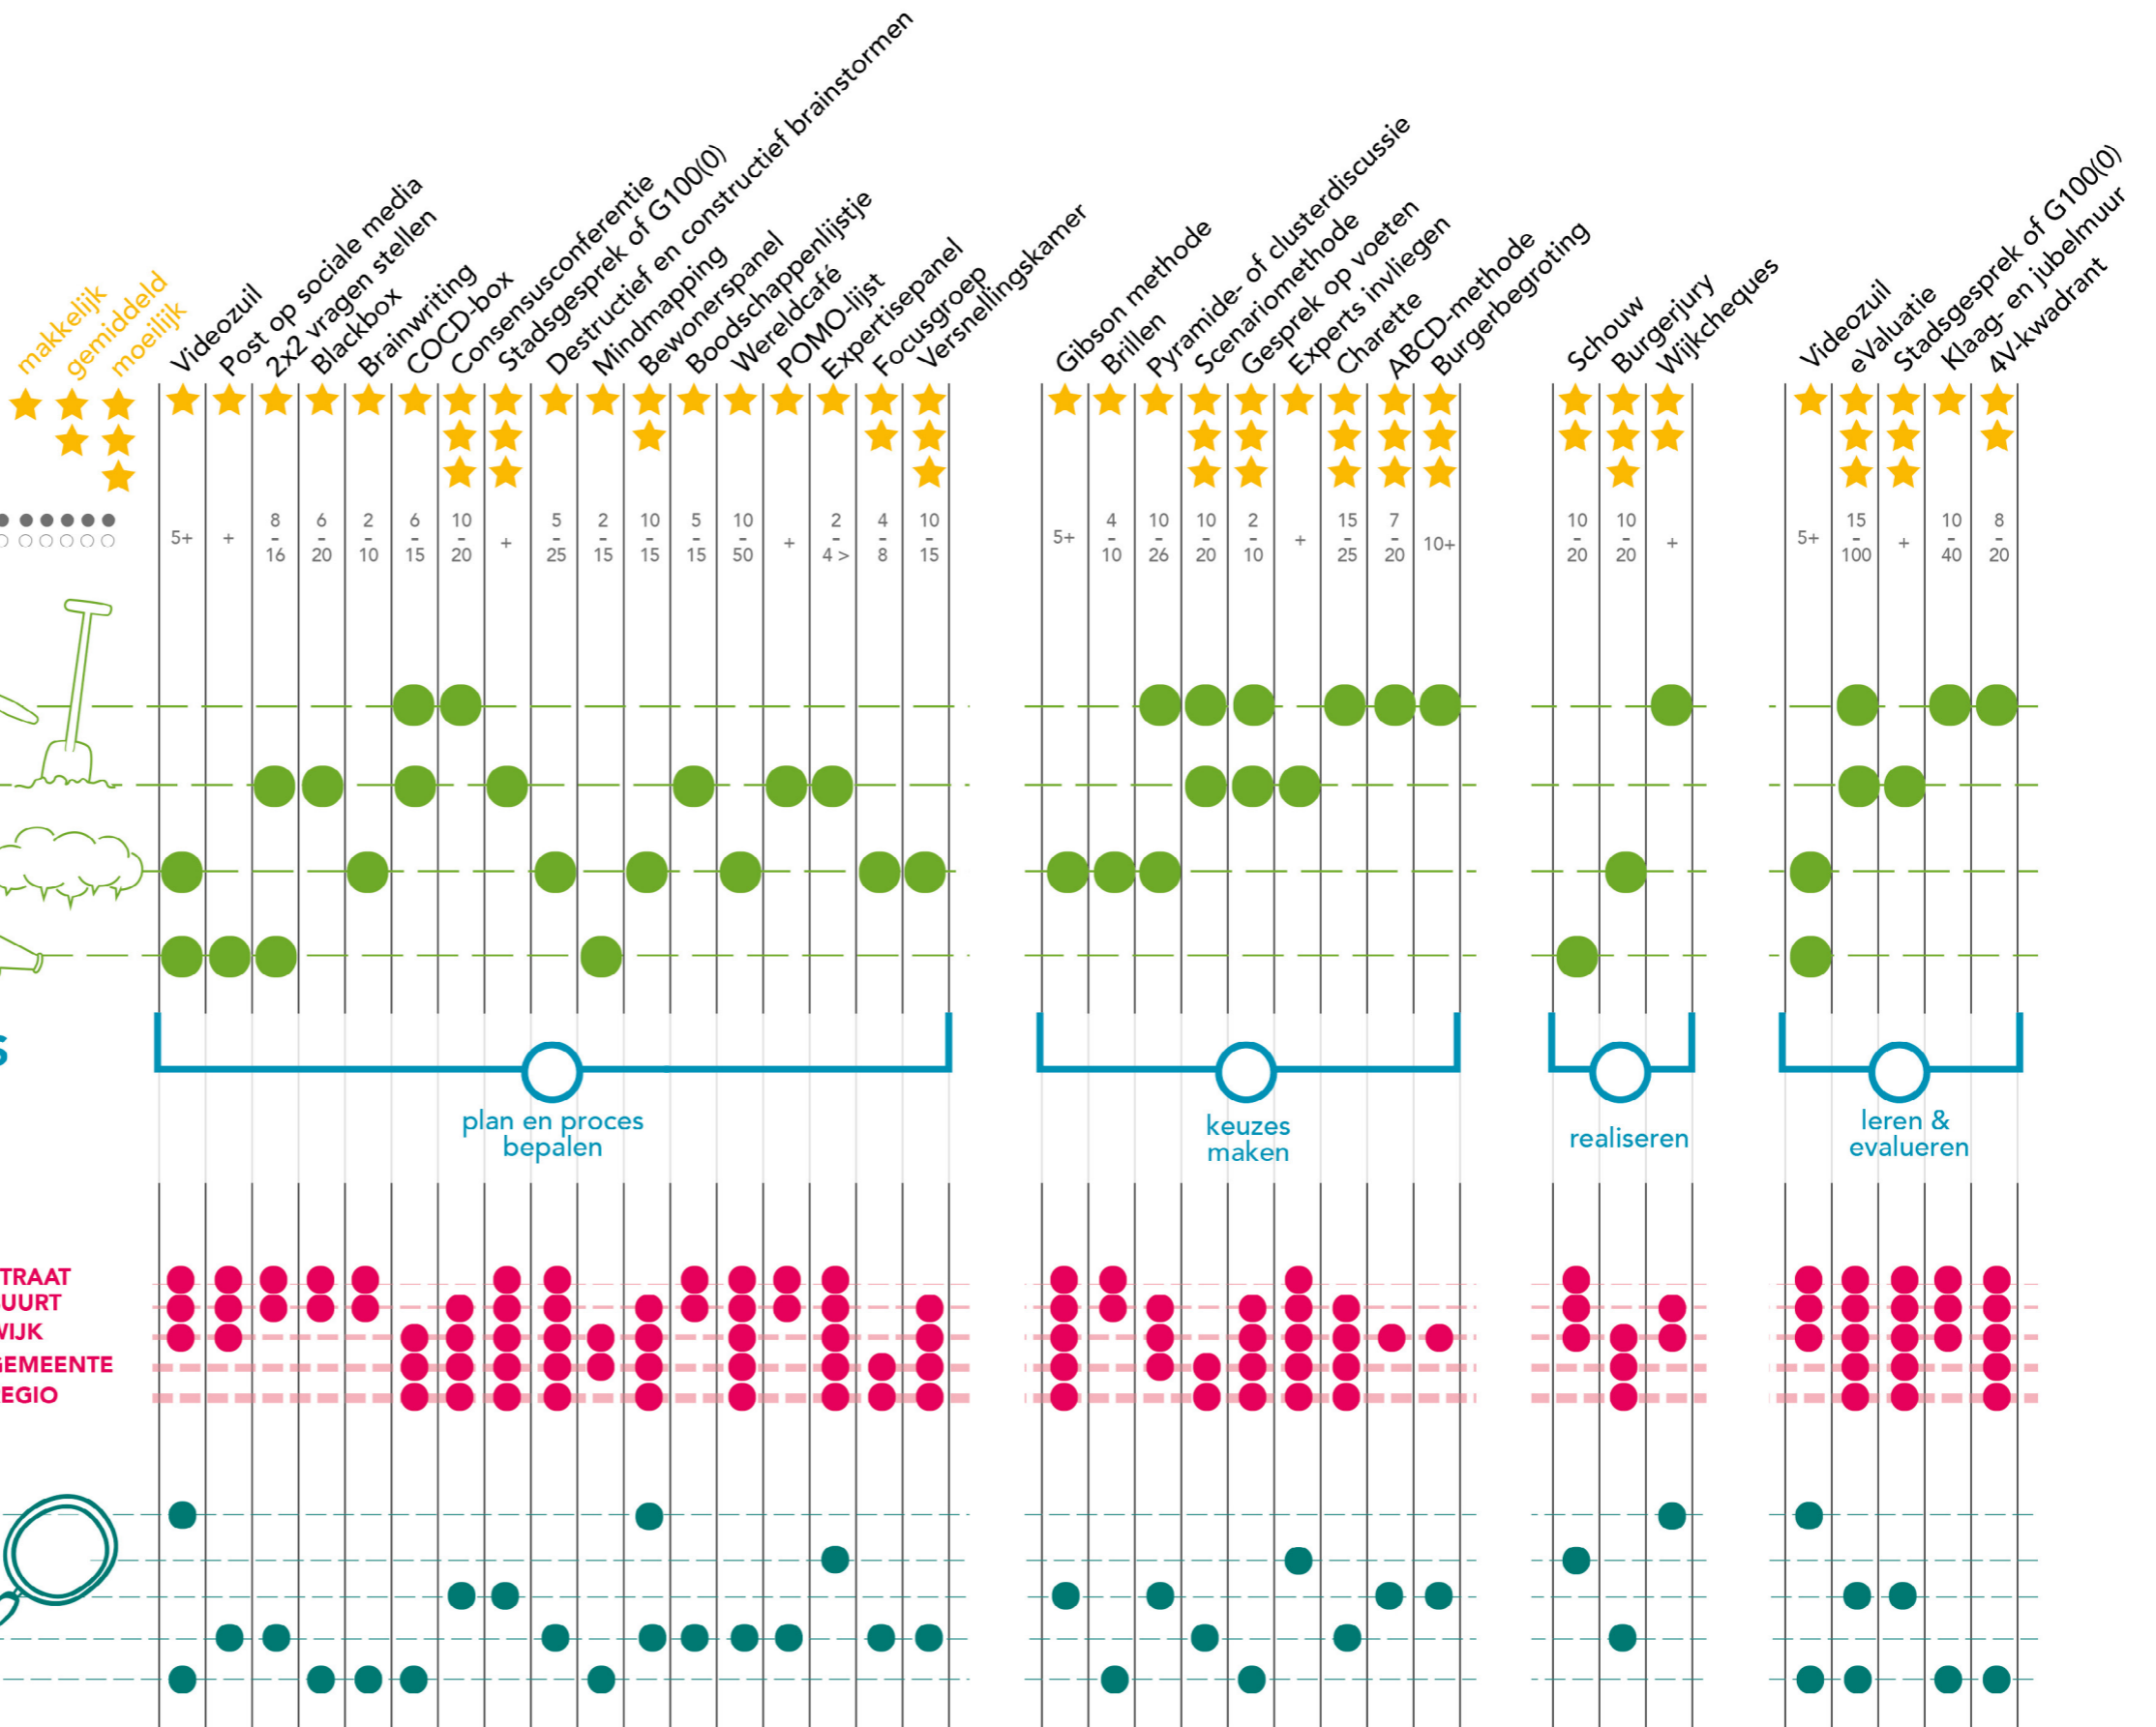 makkelijk
gemiddeld
moeilijk
Videozuil
Post op sociale media
2x2 vragen stellen
Blackbox
Brainwriting
COCD-box
Consensusconferentie
Stadsgesprek of G100(0)
Destructief en constructief brainstormen
Mindmapping
Bewonerspanel
Boodschappenlijstje
Wereldcafé
POMO-lijst
Expertisepanel
Focusgroep
Versnellingskamer
Gibson methode
Brillen
Pyramide- of clusterdiscussie
Scenariomethode
Gesprek op voeten
Experts invliegen
Charette
ABCD-methode
Burgerbegroting
Schouw
Burgerjury
Wijkcheques
Videozuil
eValuatie
Stadsgesprek of G100(0)
Klaag- en jubelmuur
4V-kwadrant
5+
+
8 - 16
6 - 20
2 - 10
6 - 15
10 - 20
+
5 - 25
2 - 15
10 - 15
5 - 15
10 - 50
+
2 - 4 >
4 - 8
10 - 15
5+
4 - 10
10 - 26
10 - 20
2 - 10
+
15 - 25
7 - 20
10+
10 - 20
10 - 20
+
5+
15 - 100
+
10 - 40
8 - 20
S
plan en proces
bepalen
keuzes
maken
realiseren
leren &
evalueren
TRAAT
UURT
WIJK
GEMEENTE
EGIO